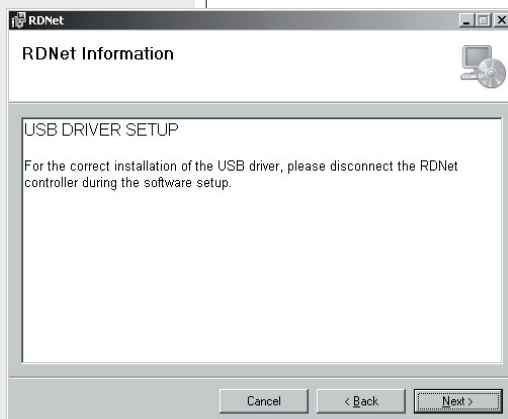 RDNet
RDNet Information
USB DRIVER SETUP
For the correct installation of the USB driver, please disconnect the RDNet
controller during the software setup.
Cancel
< Back
Next >